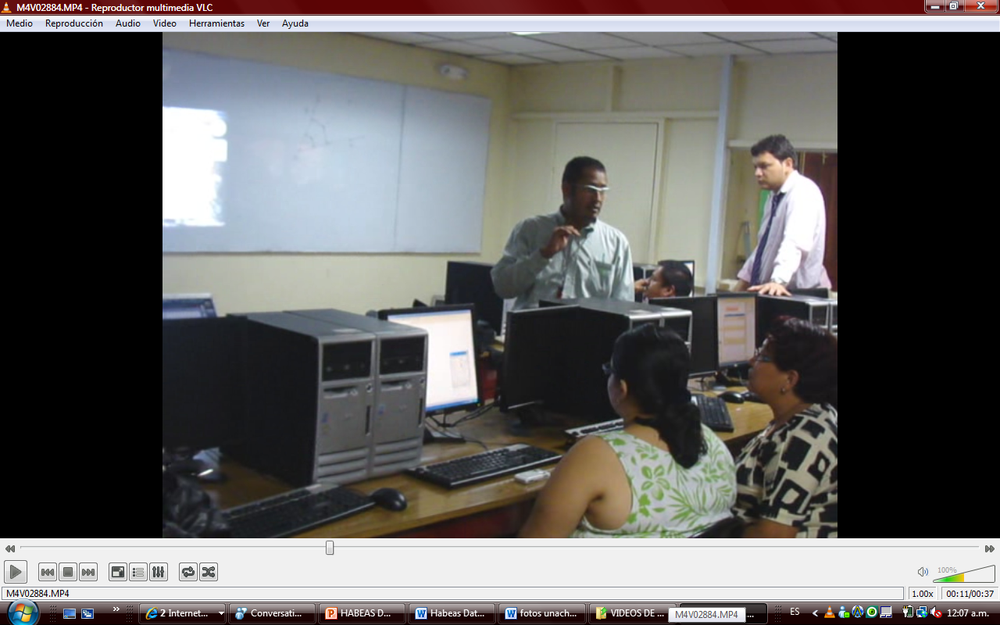 M4V02884.MP4 - Reproductor multimedia VLC
Medio Reproducción Audio Video Herramientas Ver Ayuda
100%
M4V02884.MP4 1.00x 00:11/00:37
2 Internet... Conversati... HABEAS D... Habeas Dat... fotos unach... VIDEOS DE ... M4V02884.MP4 ... ES 12:07 a.m.